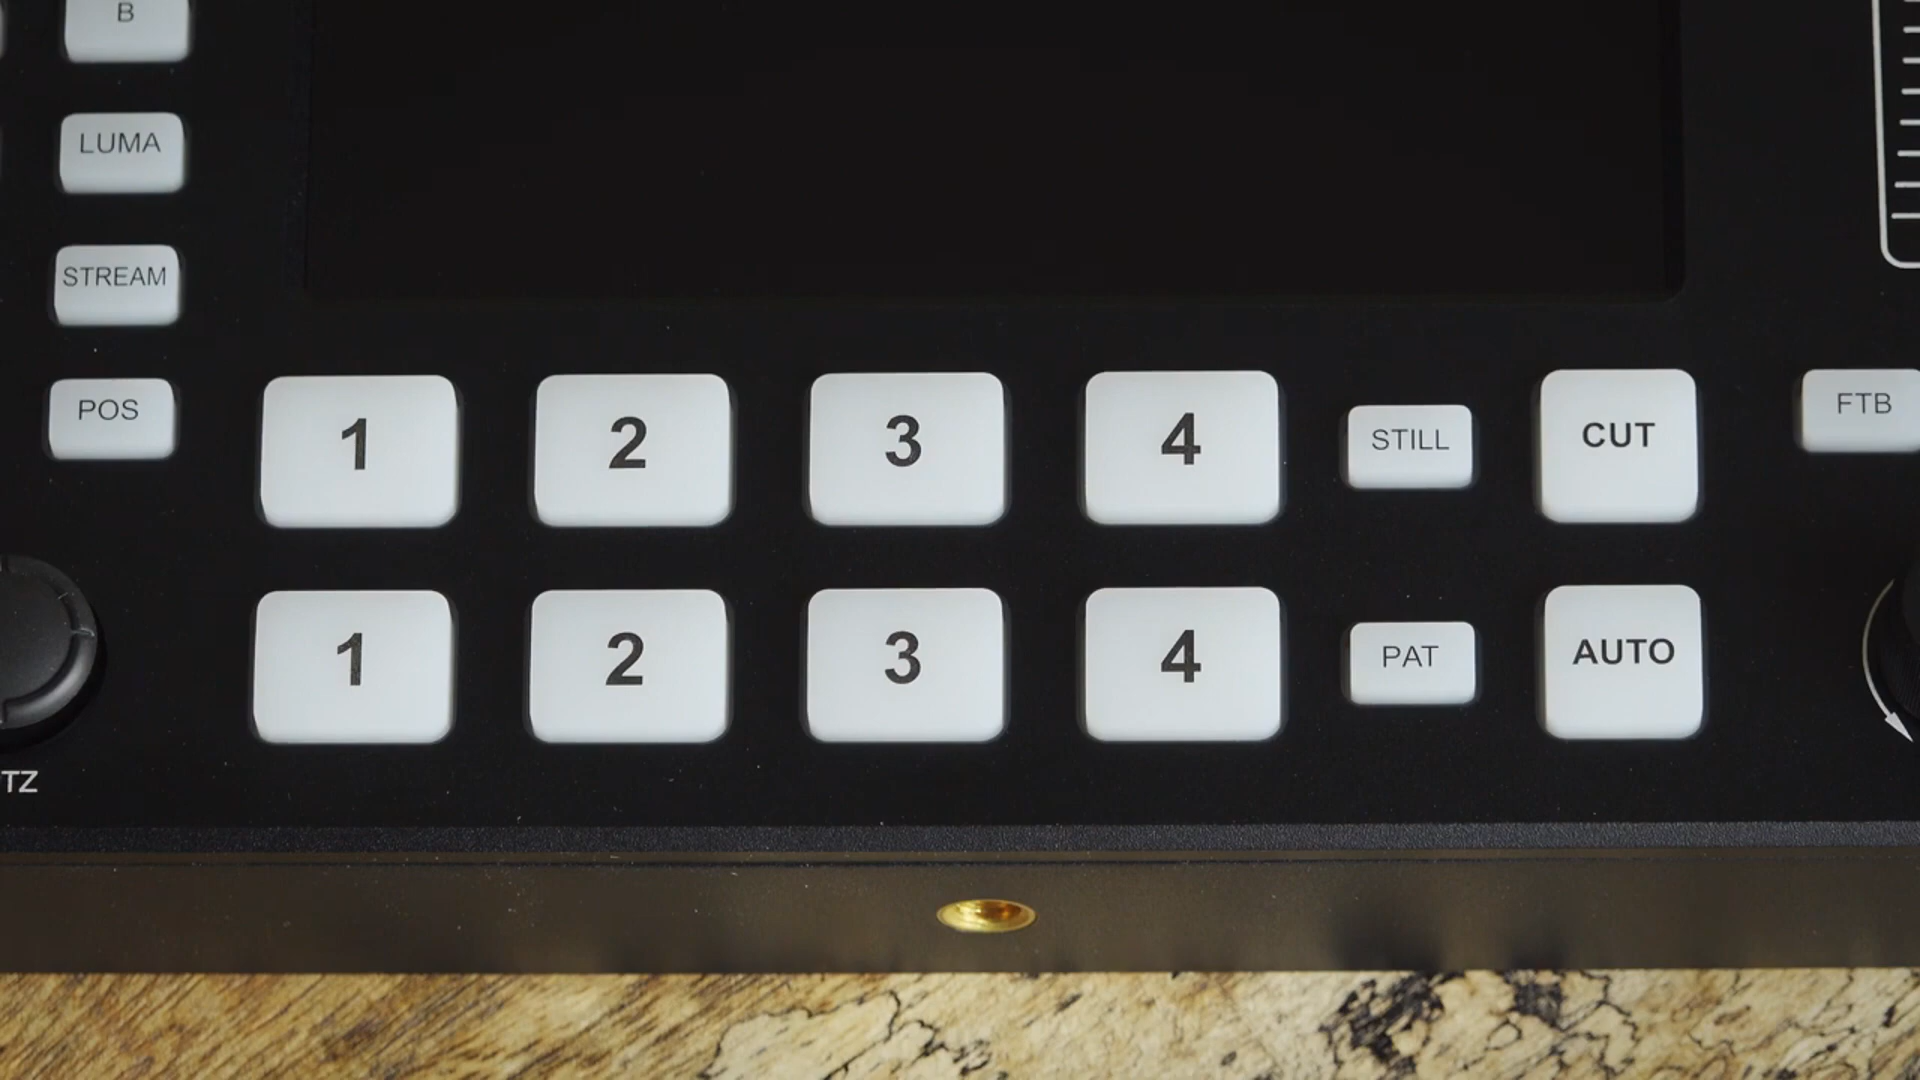 B
LUMA
STREAM
POS
1 2 3 4 STILL CUT FTB
1 2 3 4 PAT AUTO
TZ